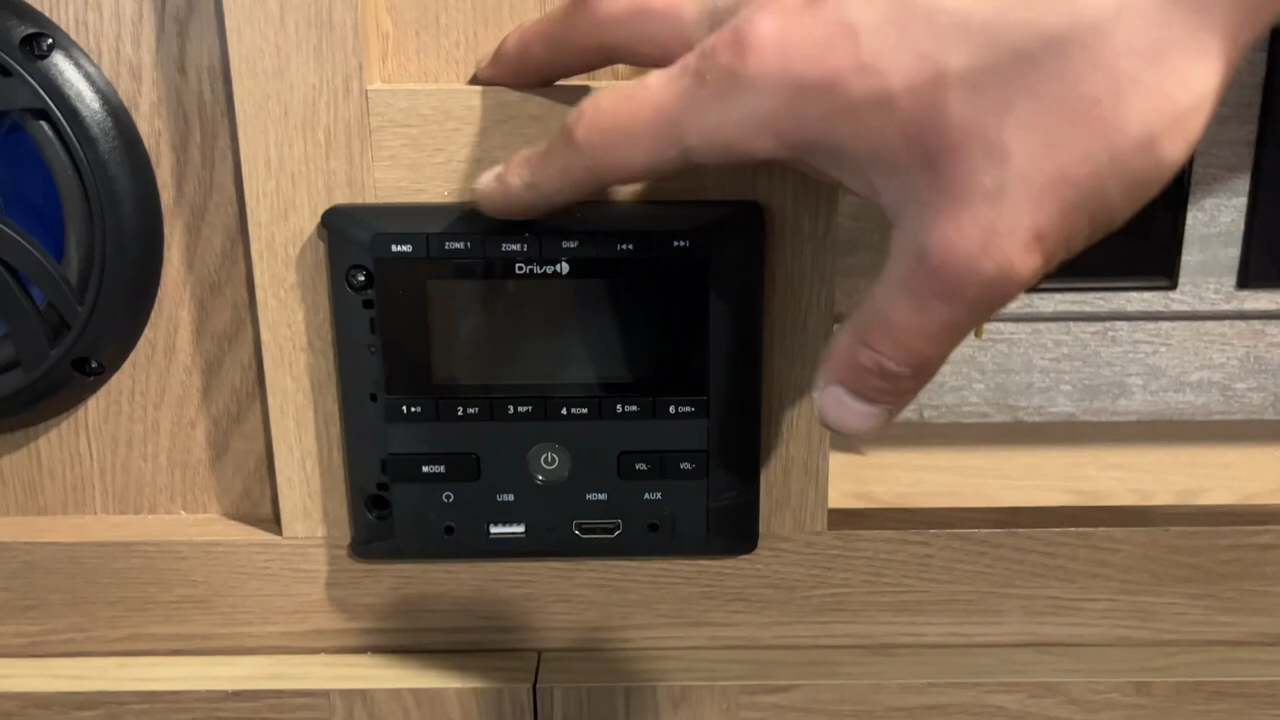 BAND ZONE 1 ZONE 2 DISP
Drive
1 2 INT 3 RPT 4 RDM 5 DIR- 6 DIR+
MODE VOL- VOL+
USB HDMI AUX